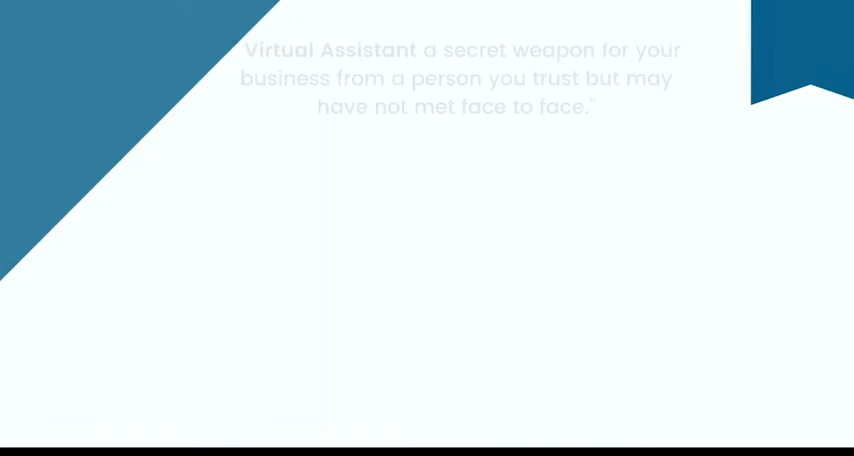 Virtual Assistant a secret weapon for your
business from a person you trust but may
have not met face to face."